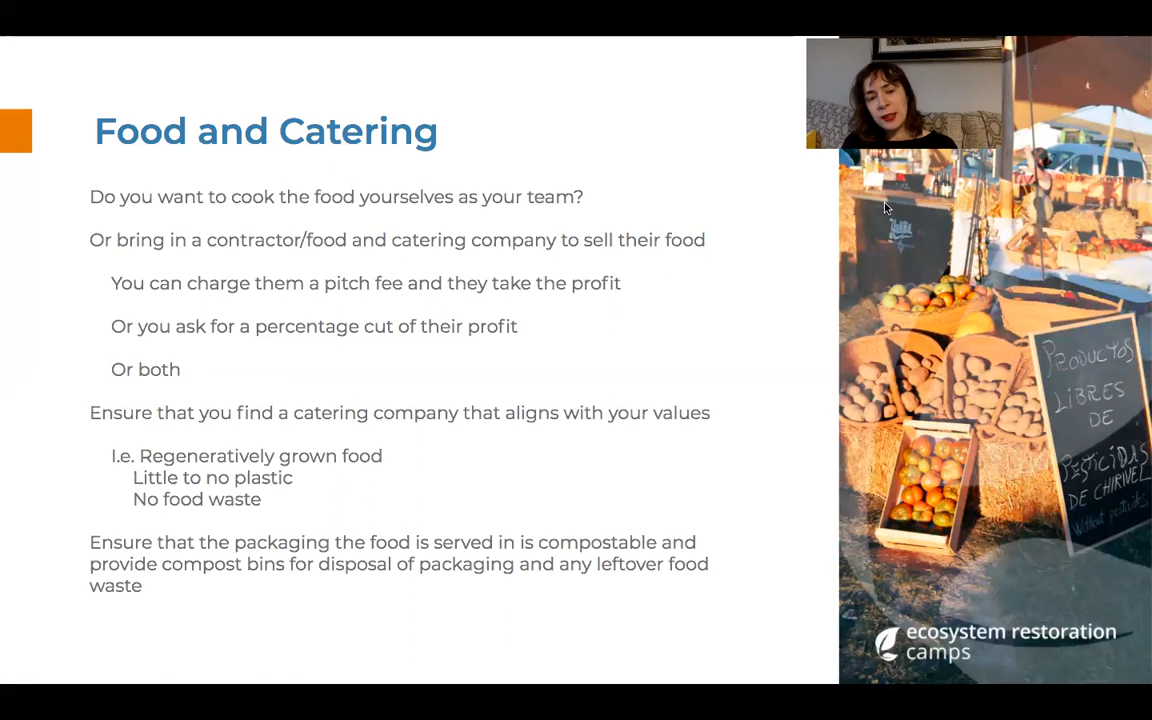 Food and Catering
Do you want to cook the food yourselves as your team?
Or bring in a contractor/food and catering company to sell their food
You can charge them a pitch fee and they take the profit
Or you ask for a percentage cut of their profit
Or both
Ensure that you find a catering company that aligns with your values
I.e. Regeneratively grown food
Little to no plastic
No food waste
Ensure that the packaging the food is served in is compostable and
provide compost bins for disposal of packaging and any leftover food
waste
PRODUCTOS
LIBRES
DE
PESTICIDAS
DE CHIRIVEL
Without pesticides
ecosystem restoration
camps